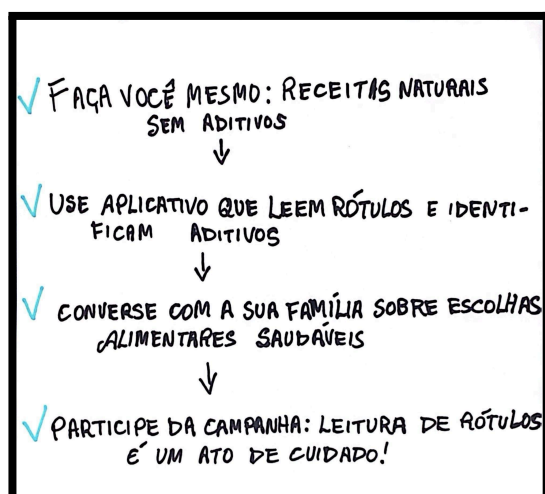 ✓ FAÇA VOCÊ MESMO: RECEITAS NATURAIS
SEM ADITIVOS
↓
✓ USE APLICATIVO QUE LEEM RÓTULOS E IDENTI-
FICAM ADITIVOS
↓
✓ CONVERSE COM A SUA FAMÍLIA SOBRE ESCOLHAS
ALIMENTARES SAUDÁVEIS
↓
✓ PARTICIPE DA CAMPANHA: LEITURA DE RÓTULOS
É UM ATO DE CUIDADO!